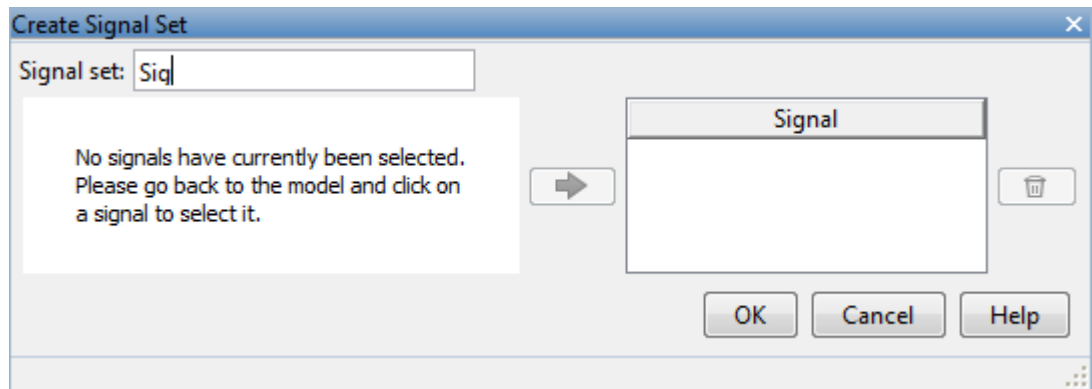 Create Signal Set
Signal set: Sig
No signals have currently been selected.
Please go back to the model and click on
a signal to select it.
Signal
OK Cancel Help